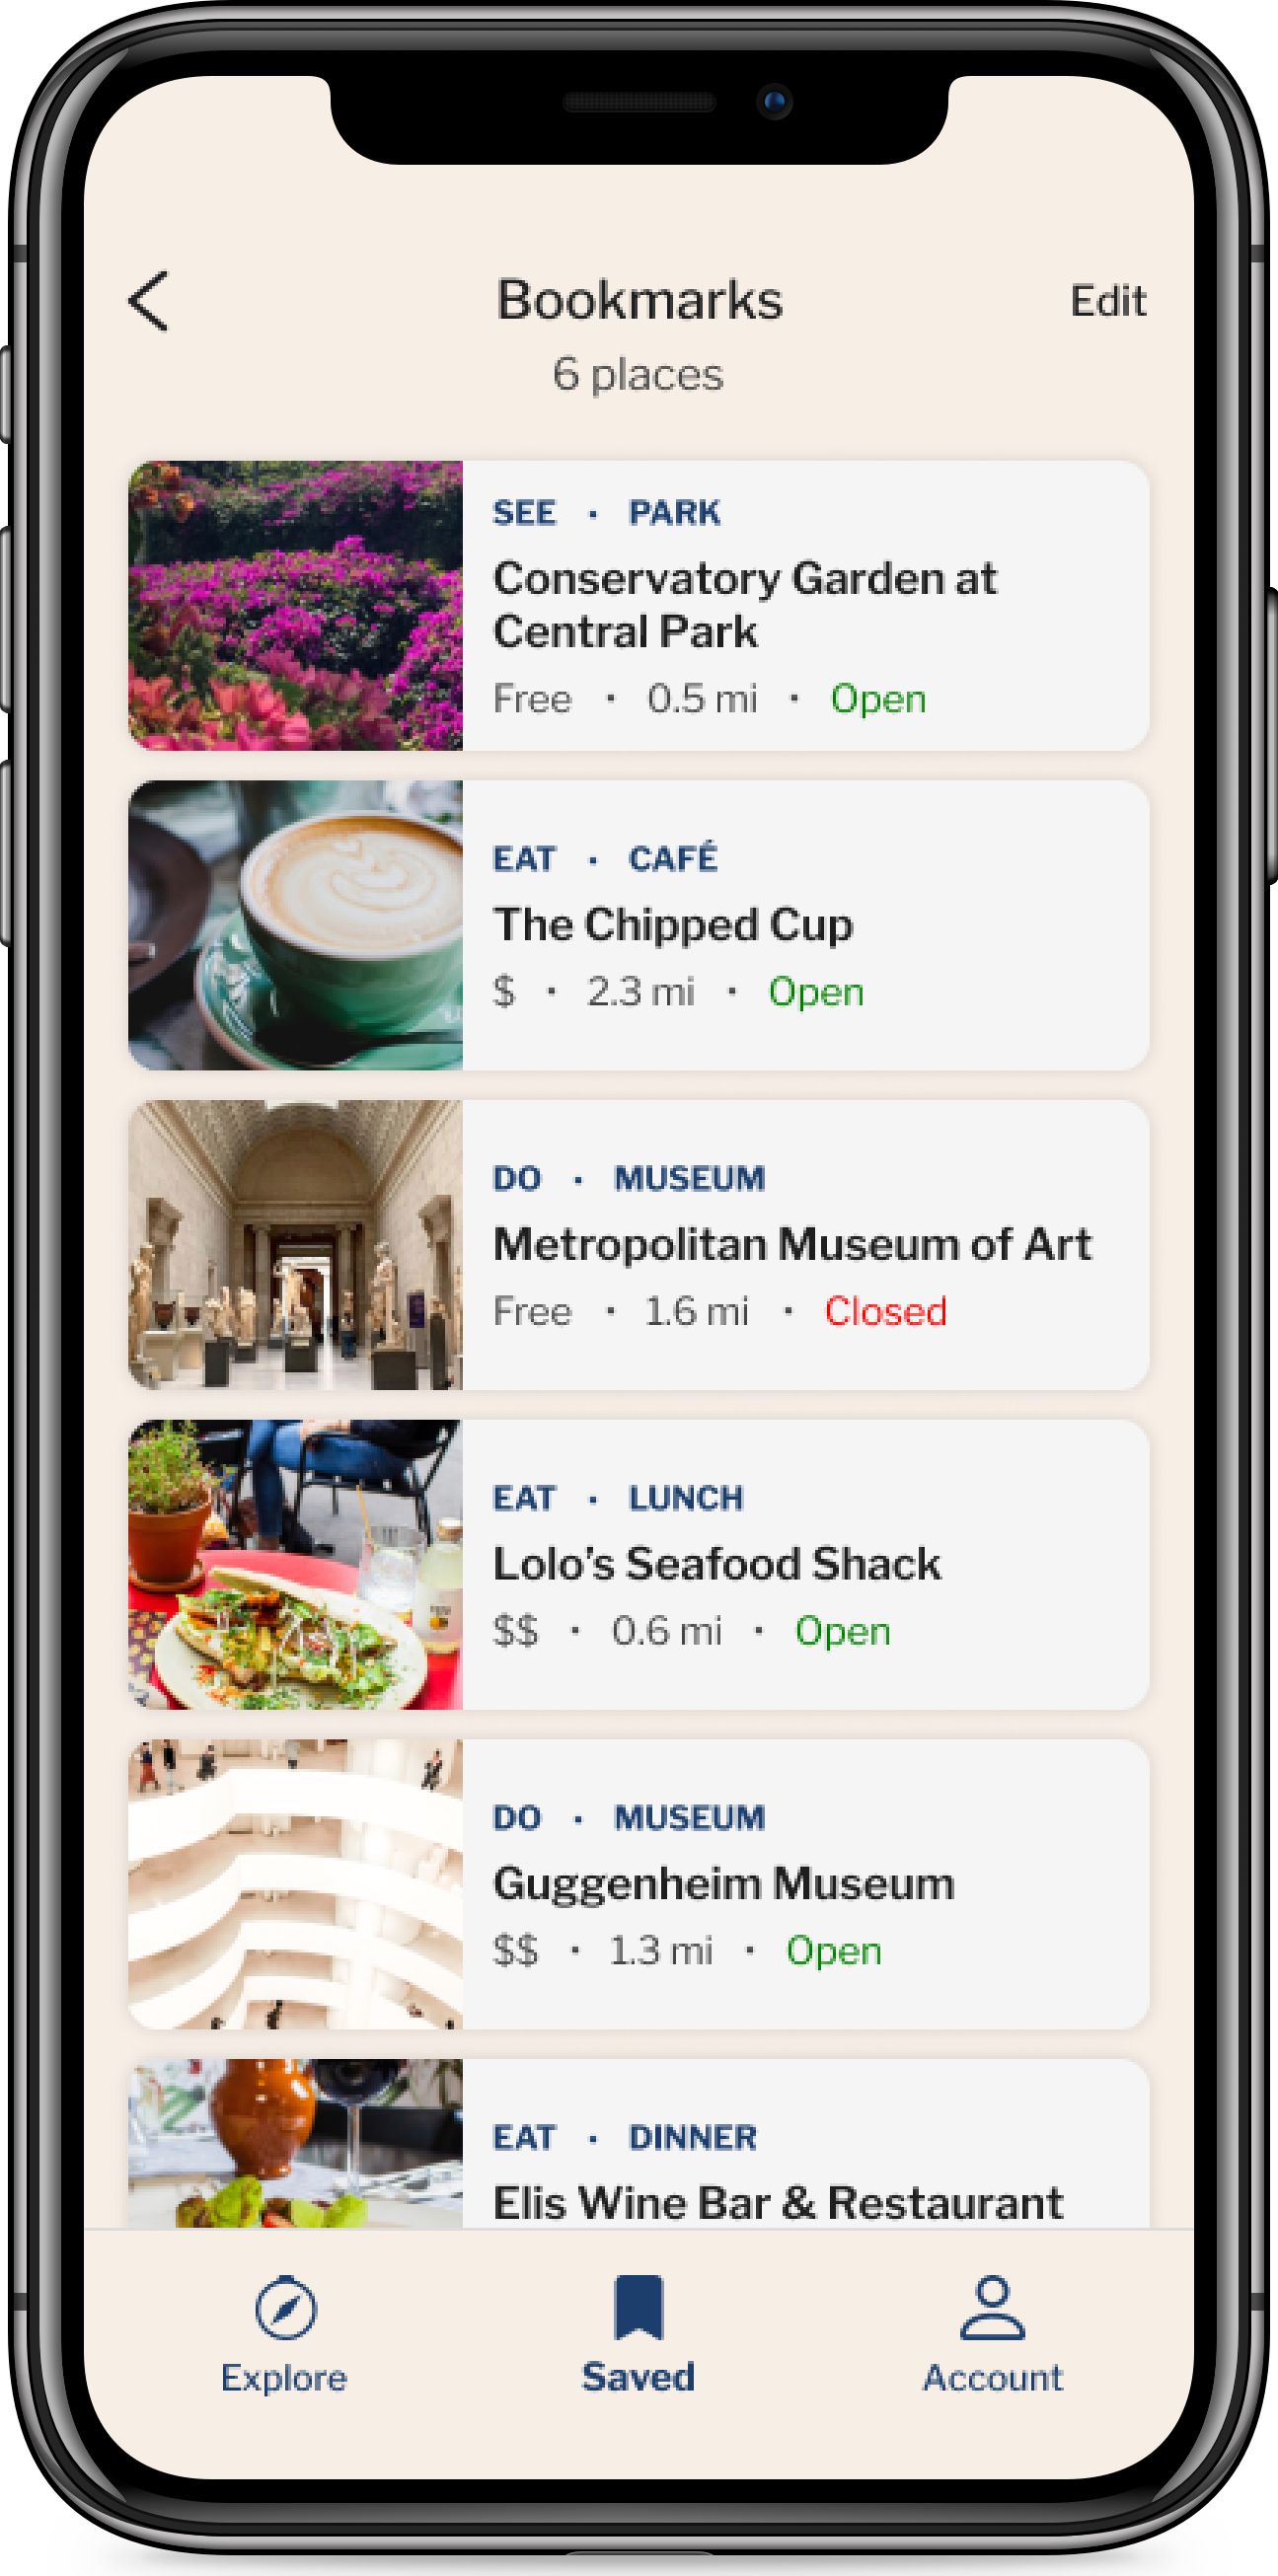 Bookmarks
Edit
6 places
SEE · PARK
Conservatory Garden at
Central Park
Free · 0.5 mi · Open
EAT · CAFÉ
The Chipped Cup
$ · 2.3 mi · Open
DO · MUSEUM
Metropolitan Museum of Art
Free · 1.6 mi · Closed
EAT · LUNCH
Lolo's Seafood Shack
$$ · 0.6 mi · Open
DO · MUSEUM
Guggenheim Museum
$$ · 1.3 mi · Open
EAT · DINNER
Elis Wine Bar & Restaurant
Explore
Saved
Account